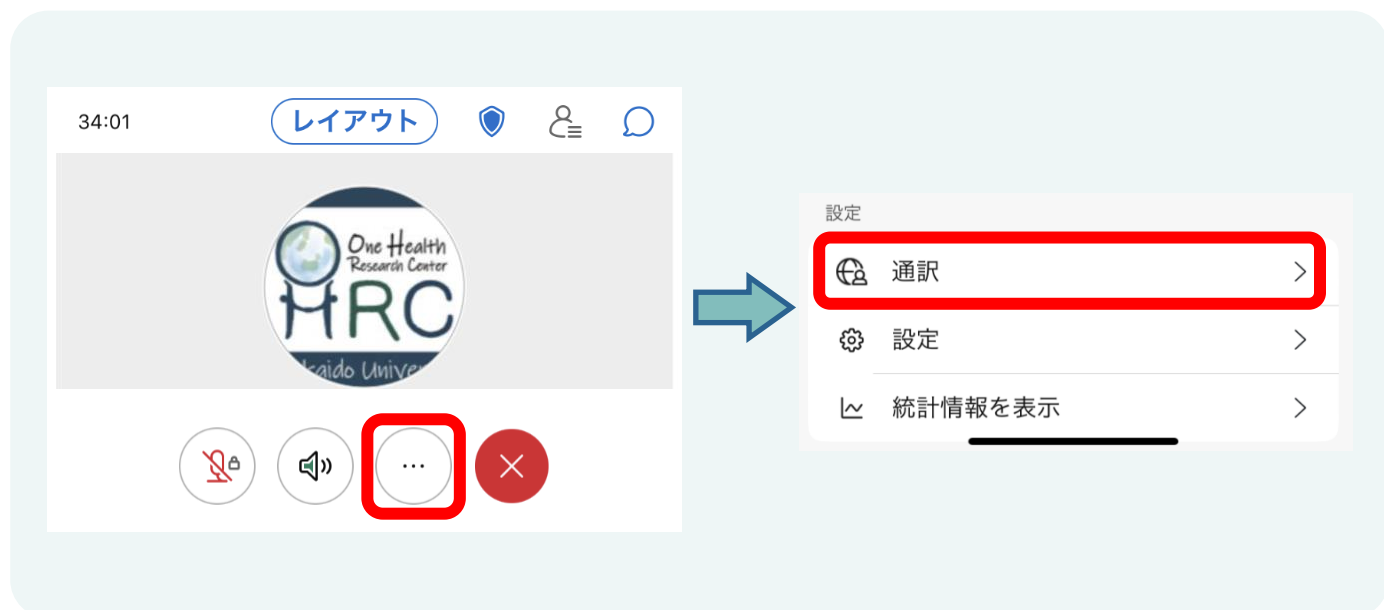 34:01
レイアウト
One Health
Research Center
HRC
設定
通訳
設定
統計情報を表示